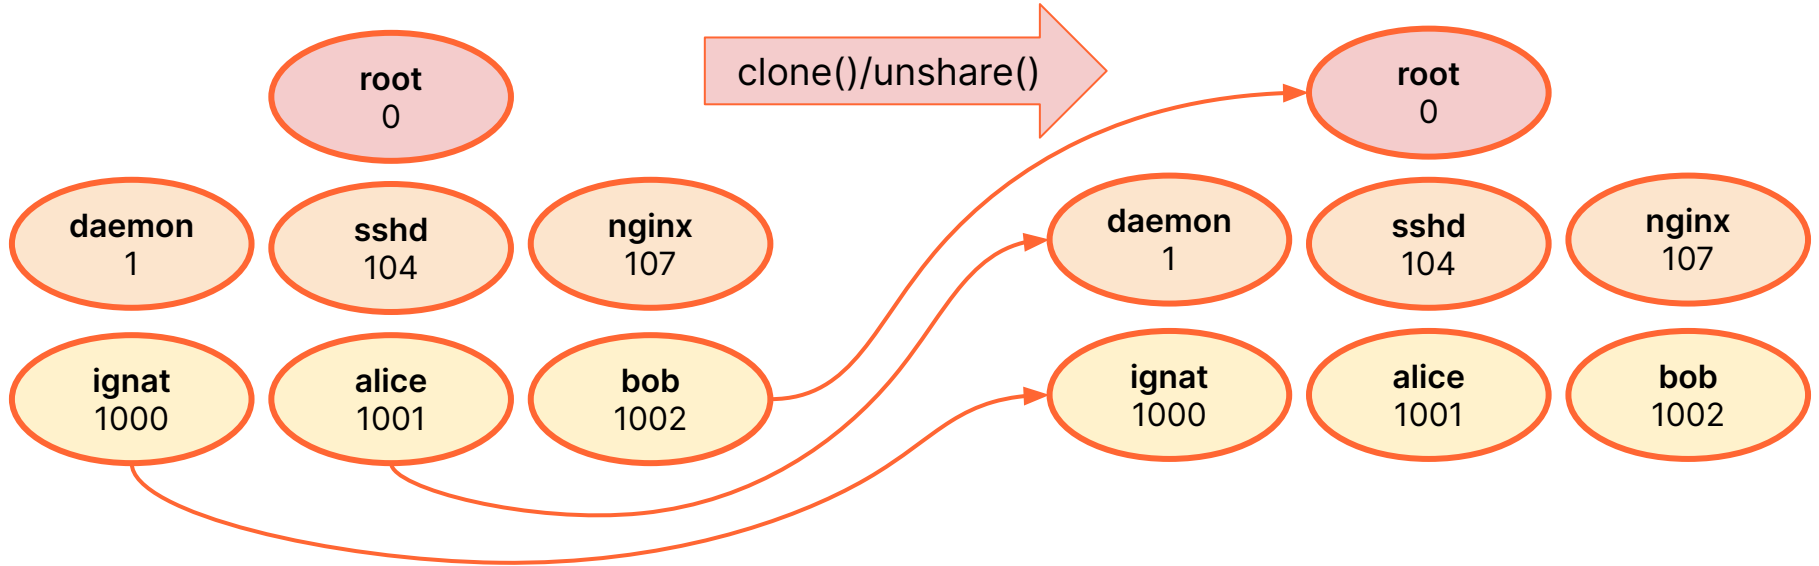 root
0
clone()/unshare()
root
0
daemon
1
sshd
104
nginx
107
daemon
1
sshd
104
nginx
107
ignat
1000
alice
1001
bob
1002
ignat
1000
alice
1001
bob
1002